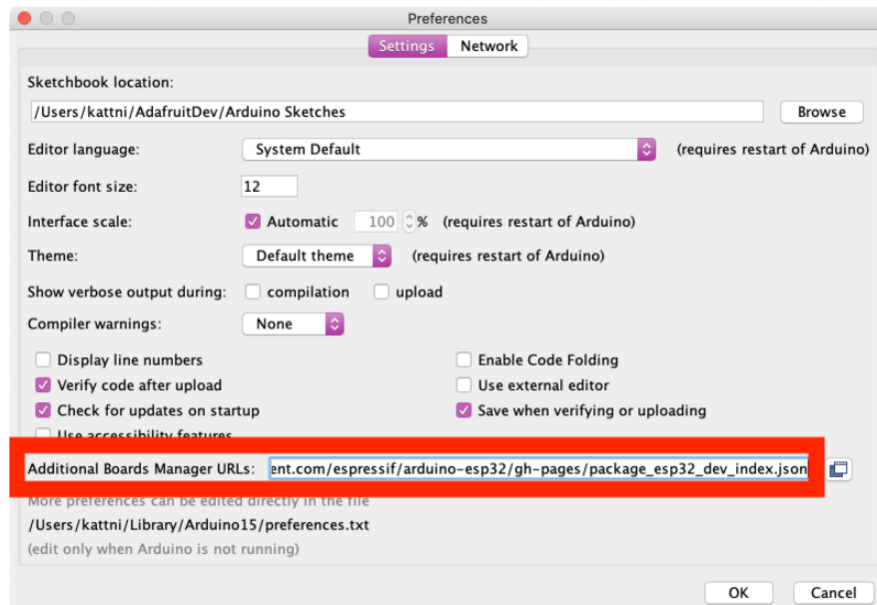 Preferences
Settings Network
Sketchbook location:
/Users/kattni/AdafruitDev/Arduino Sketches Browse
Editor language: System Default (requires restart of Arduino)
Editor font size: 12
Interface scale: Automatic 100 % (requires restart of Arduino)
Theme: Default theme (requires restart of Arduino)
Show verbose output during: compilation upload
Compiler warnings: None
Display line numbers Enable Code Folding
Verify code after upload Use external editor
Check for updates on startup Save when verifying or uploading
Use accessibility features
Additional Boards Manager URLs: ent.com/espressif/arduino-esp32/gh-pages/package_esp32_dev_index.json
More preferences can be edited directly in the file
/Users/kattni/Library/Arduino15/preferences.txt
(edit only when Arduino is not running)
OK Cancel